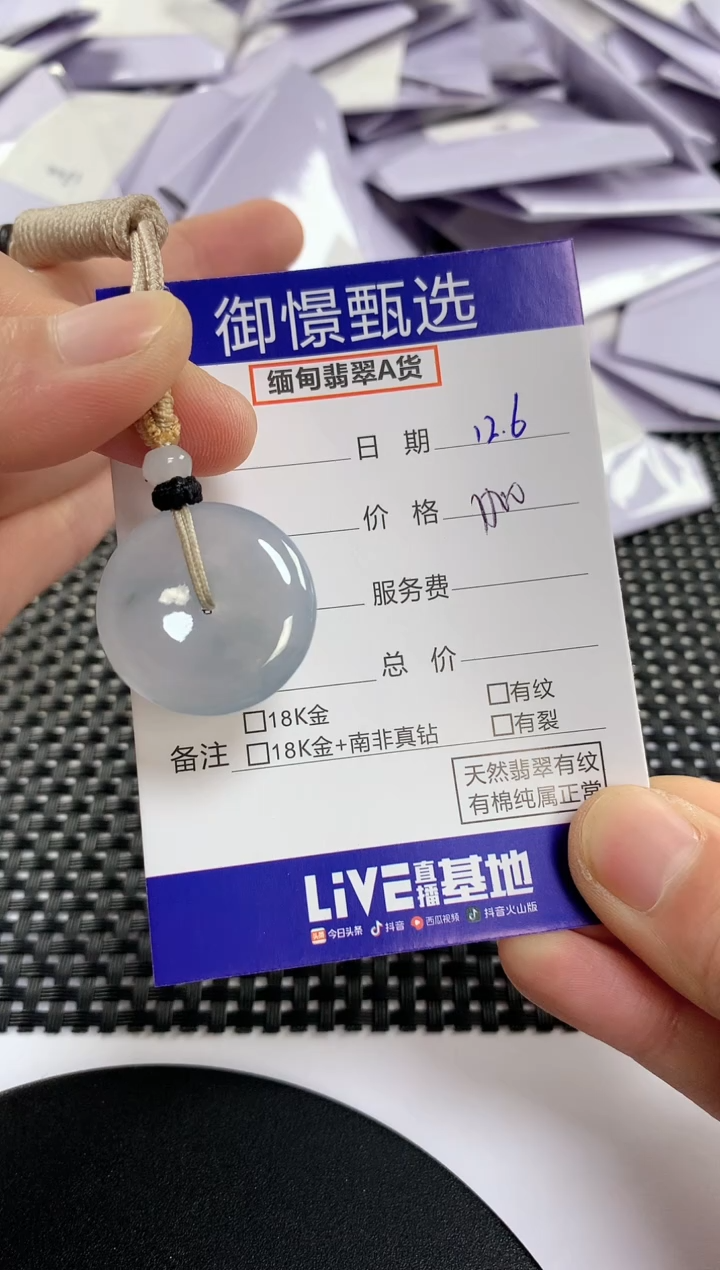 御憬甄选
缅甸翡翠A货
日 期 12.6
价 格
服务费
总 价
备注
□18K金 □有纹
□18K金+南非真钻 □有裂
天然翡翠有纹
有棉纯属正常
LiVE直播基地
今日头条 抖音 西瓜视频 抖音火山版